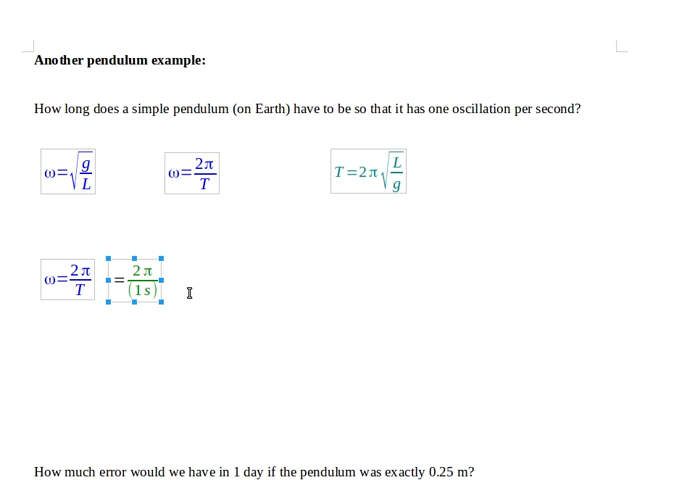 Another pendulum example:
How long does a simple pendulum (on Earth) have to be so that it has one oscillation per second?
ω=√(g/L) ω=2π/T T=2π√(L/g)
ω=2π/T =2π/(1s)
How much error would we have in 1 day if the pendulum was exactly 0.25 m?